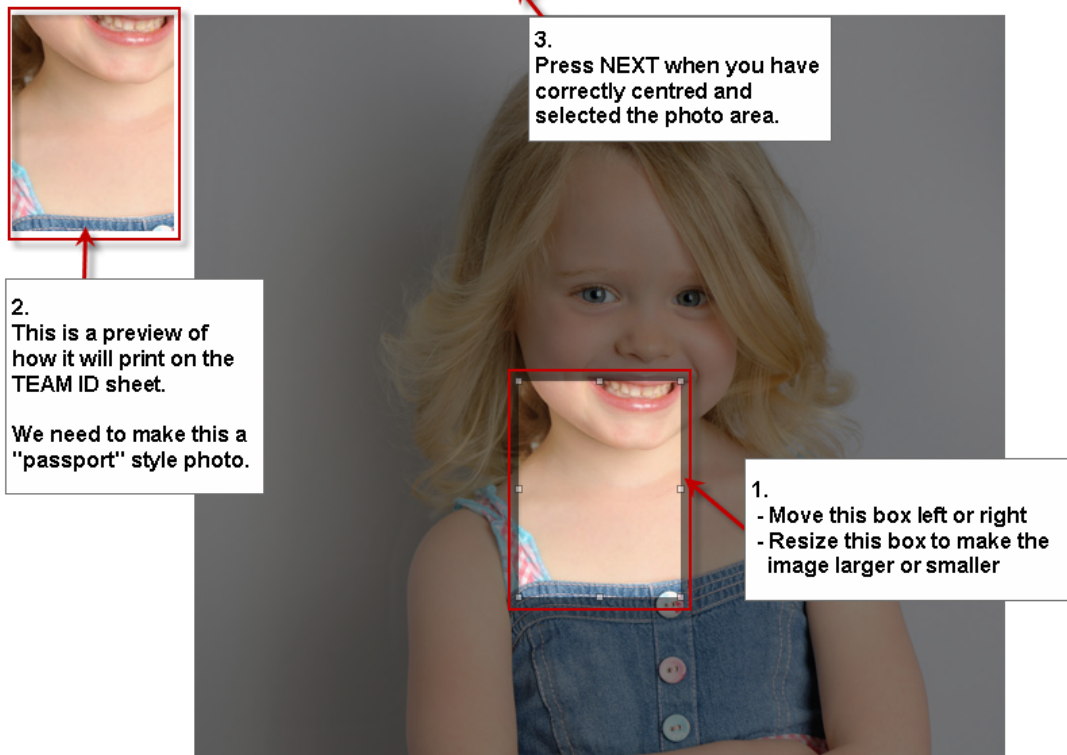 3.
Press NEXT when you have
correctly centred and
selected the photo area.
2.
This is a preview of
how it will print on the
TEAM ID sheet.
We need to make this a
"passport" style photo.
1.
- Move this box left or right
- Resize this box to make the
image larger or smaller